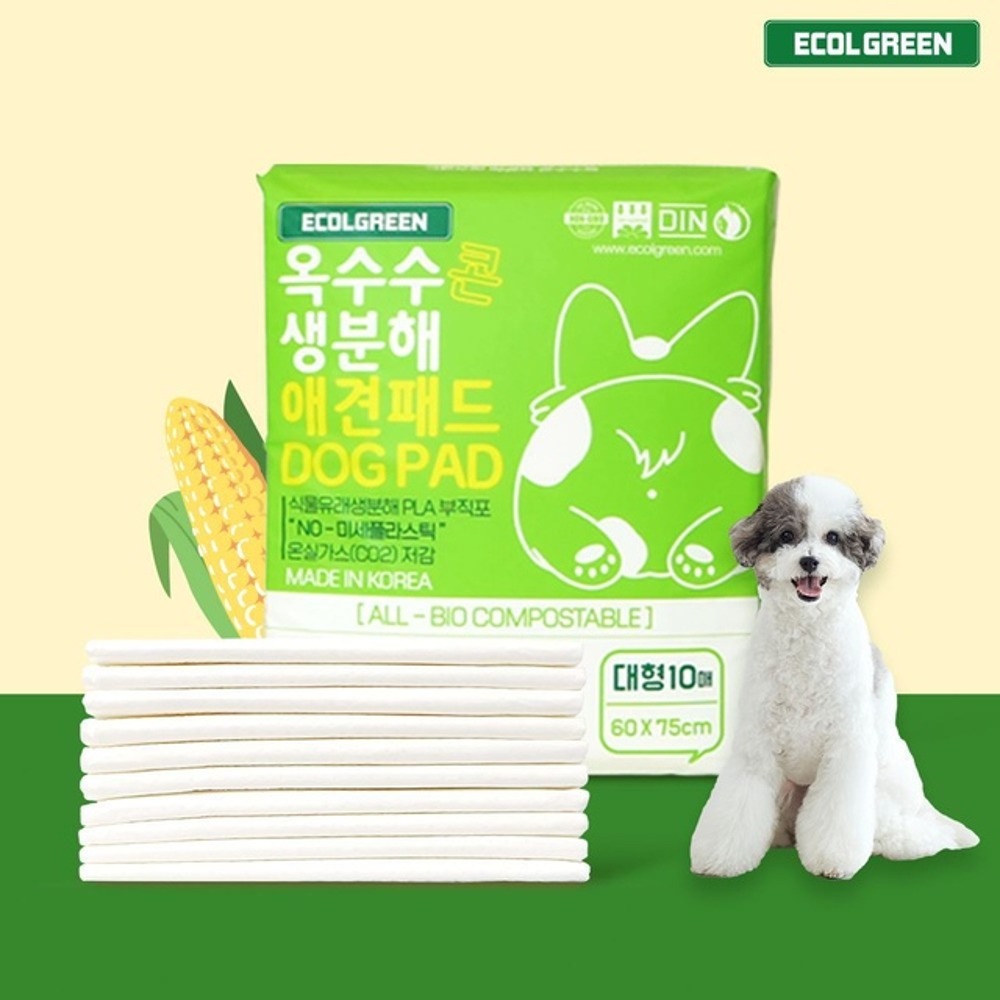 ECOLGREEN
ECOLGREEN
DIN
www.ecolgreen.com
옥수수콘
생분해
애견패드
DOG PAD
식물유래생분해 PLA 부직포
"NO - 미세플라스틱"
온실가스(CO2) 저감
MADE IN KOREA
[ ALL - BIO COMPOSTABLE ]
대형10매
60 X 75cm